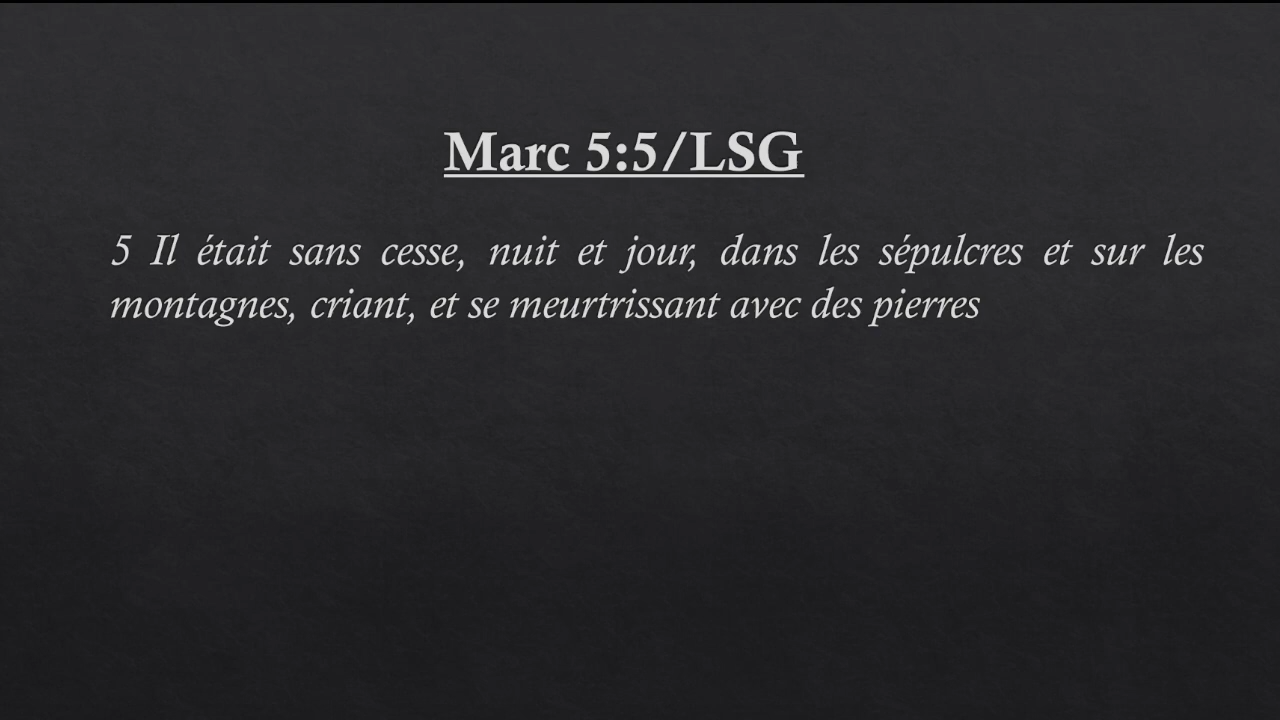 Marc 5:5/LSG
5 Il était sans cesse, nuit et jour, dans les sépulcres et sur les
montagnes, criant, et se meurtrissant avec des pierres